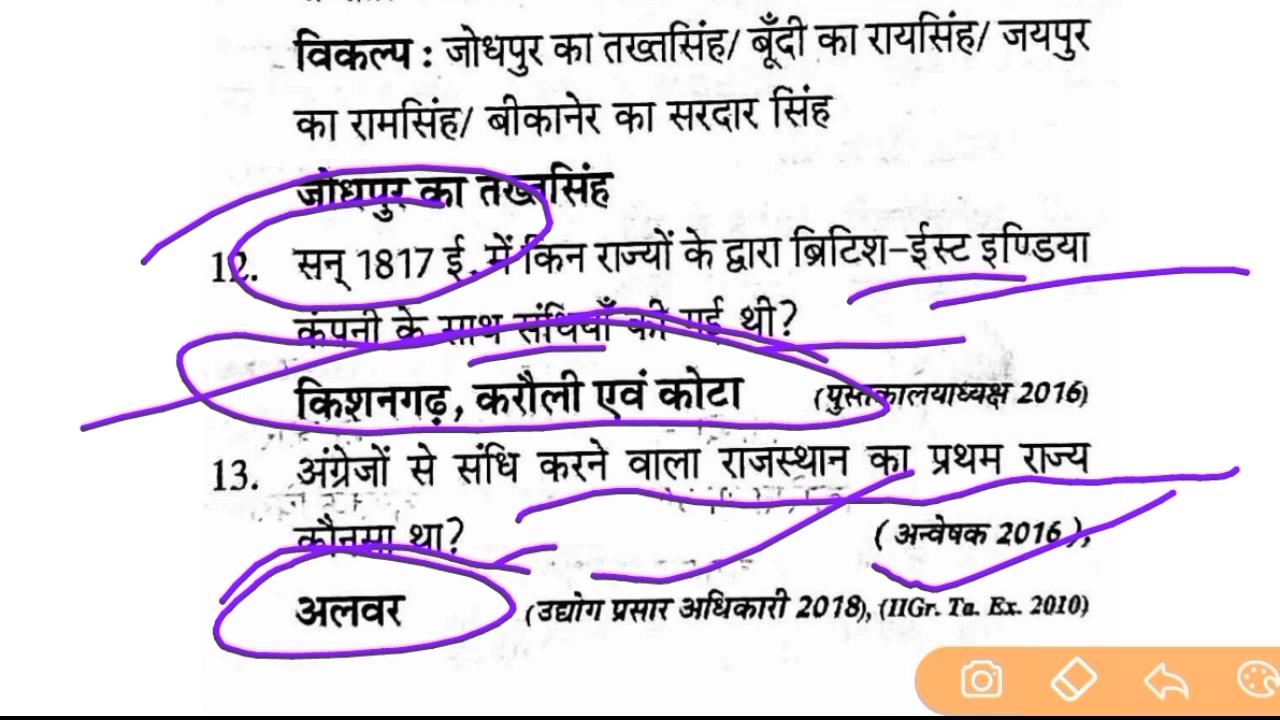 विकल्प : जोधपुर का तख्तसिंह/ बूँदी का रायसिंह/ जयपुर
का रामसिंह/ बीकानेर का सरदार सिंह
जोधपुर का तख्तसिंह
12. सन् 1817 ई. में किन राज्यों के द्वारा ब्रिटिश-ईस्ट इण्डिया
कंपनी के साथ संधियाँ की गई थी?
किशनगढ़, करौली एवं कोटा (पुस्तकालयाध्यक्ष 2016)
13. अंग्रेजों से संधि करने वाला राजस्थान का प्रथम राज्य
कौनसा था? ( अन्वेषक 2016 ),
अलवर (उद्योग प्रसार अधिकारी 2018), (IIGr. Ta. Ex. 2010)